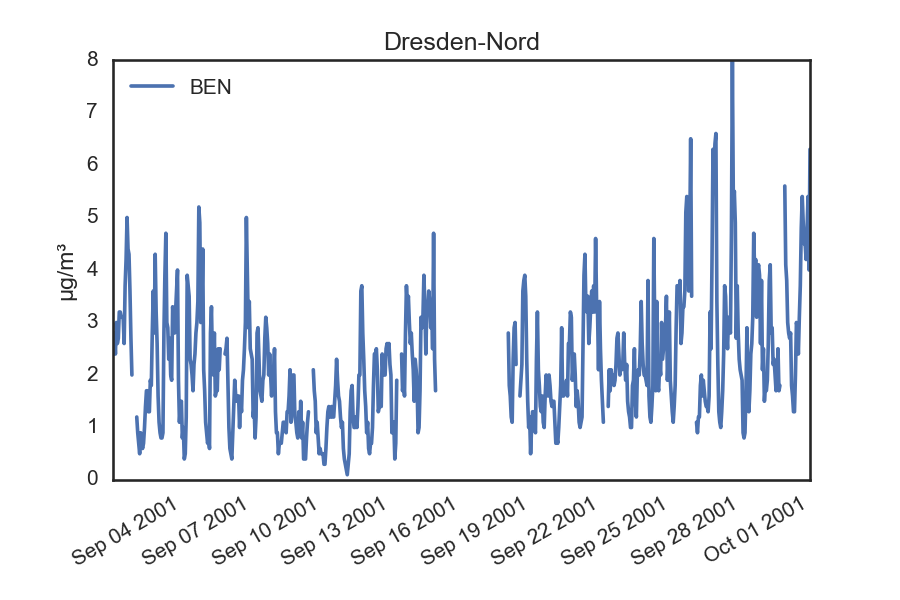 Dresden-Nord
BEN
µg/m³
8
7
6
5
4
3
2
1
0
Sep 04 2001
Sep 07 2001
Sep 10 2001
Sep 13 2001
Sep 16 2001
Sep 19 2001
Sep 22 2001
Sep 25 2001
Sep 28 2001
Oct 01 2001